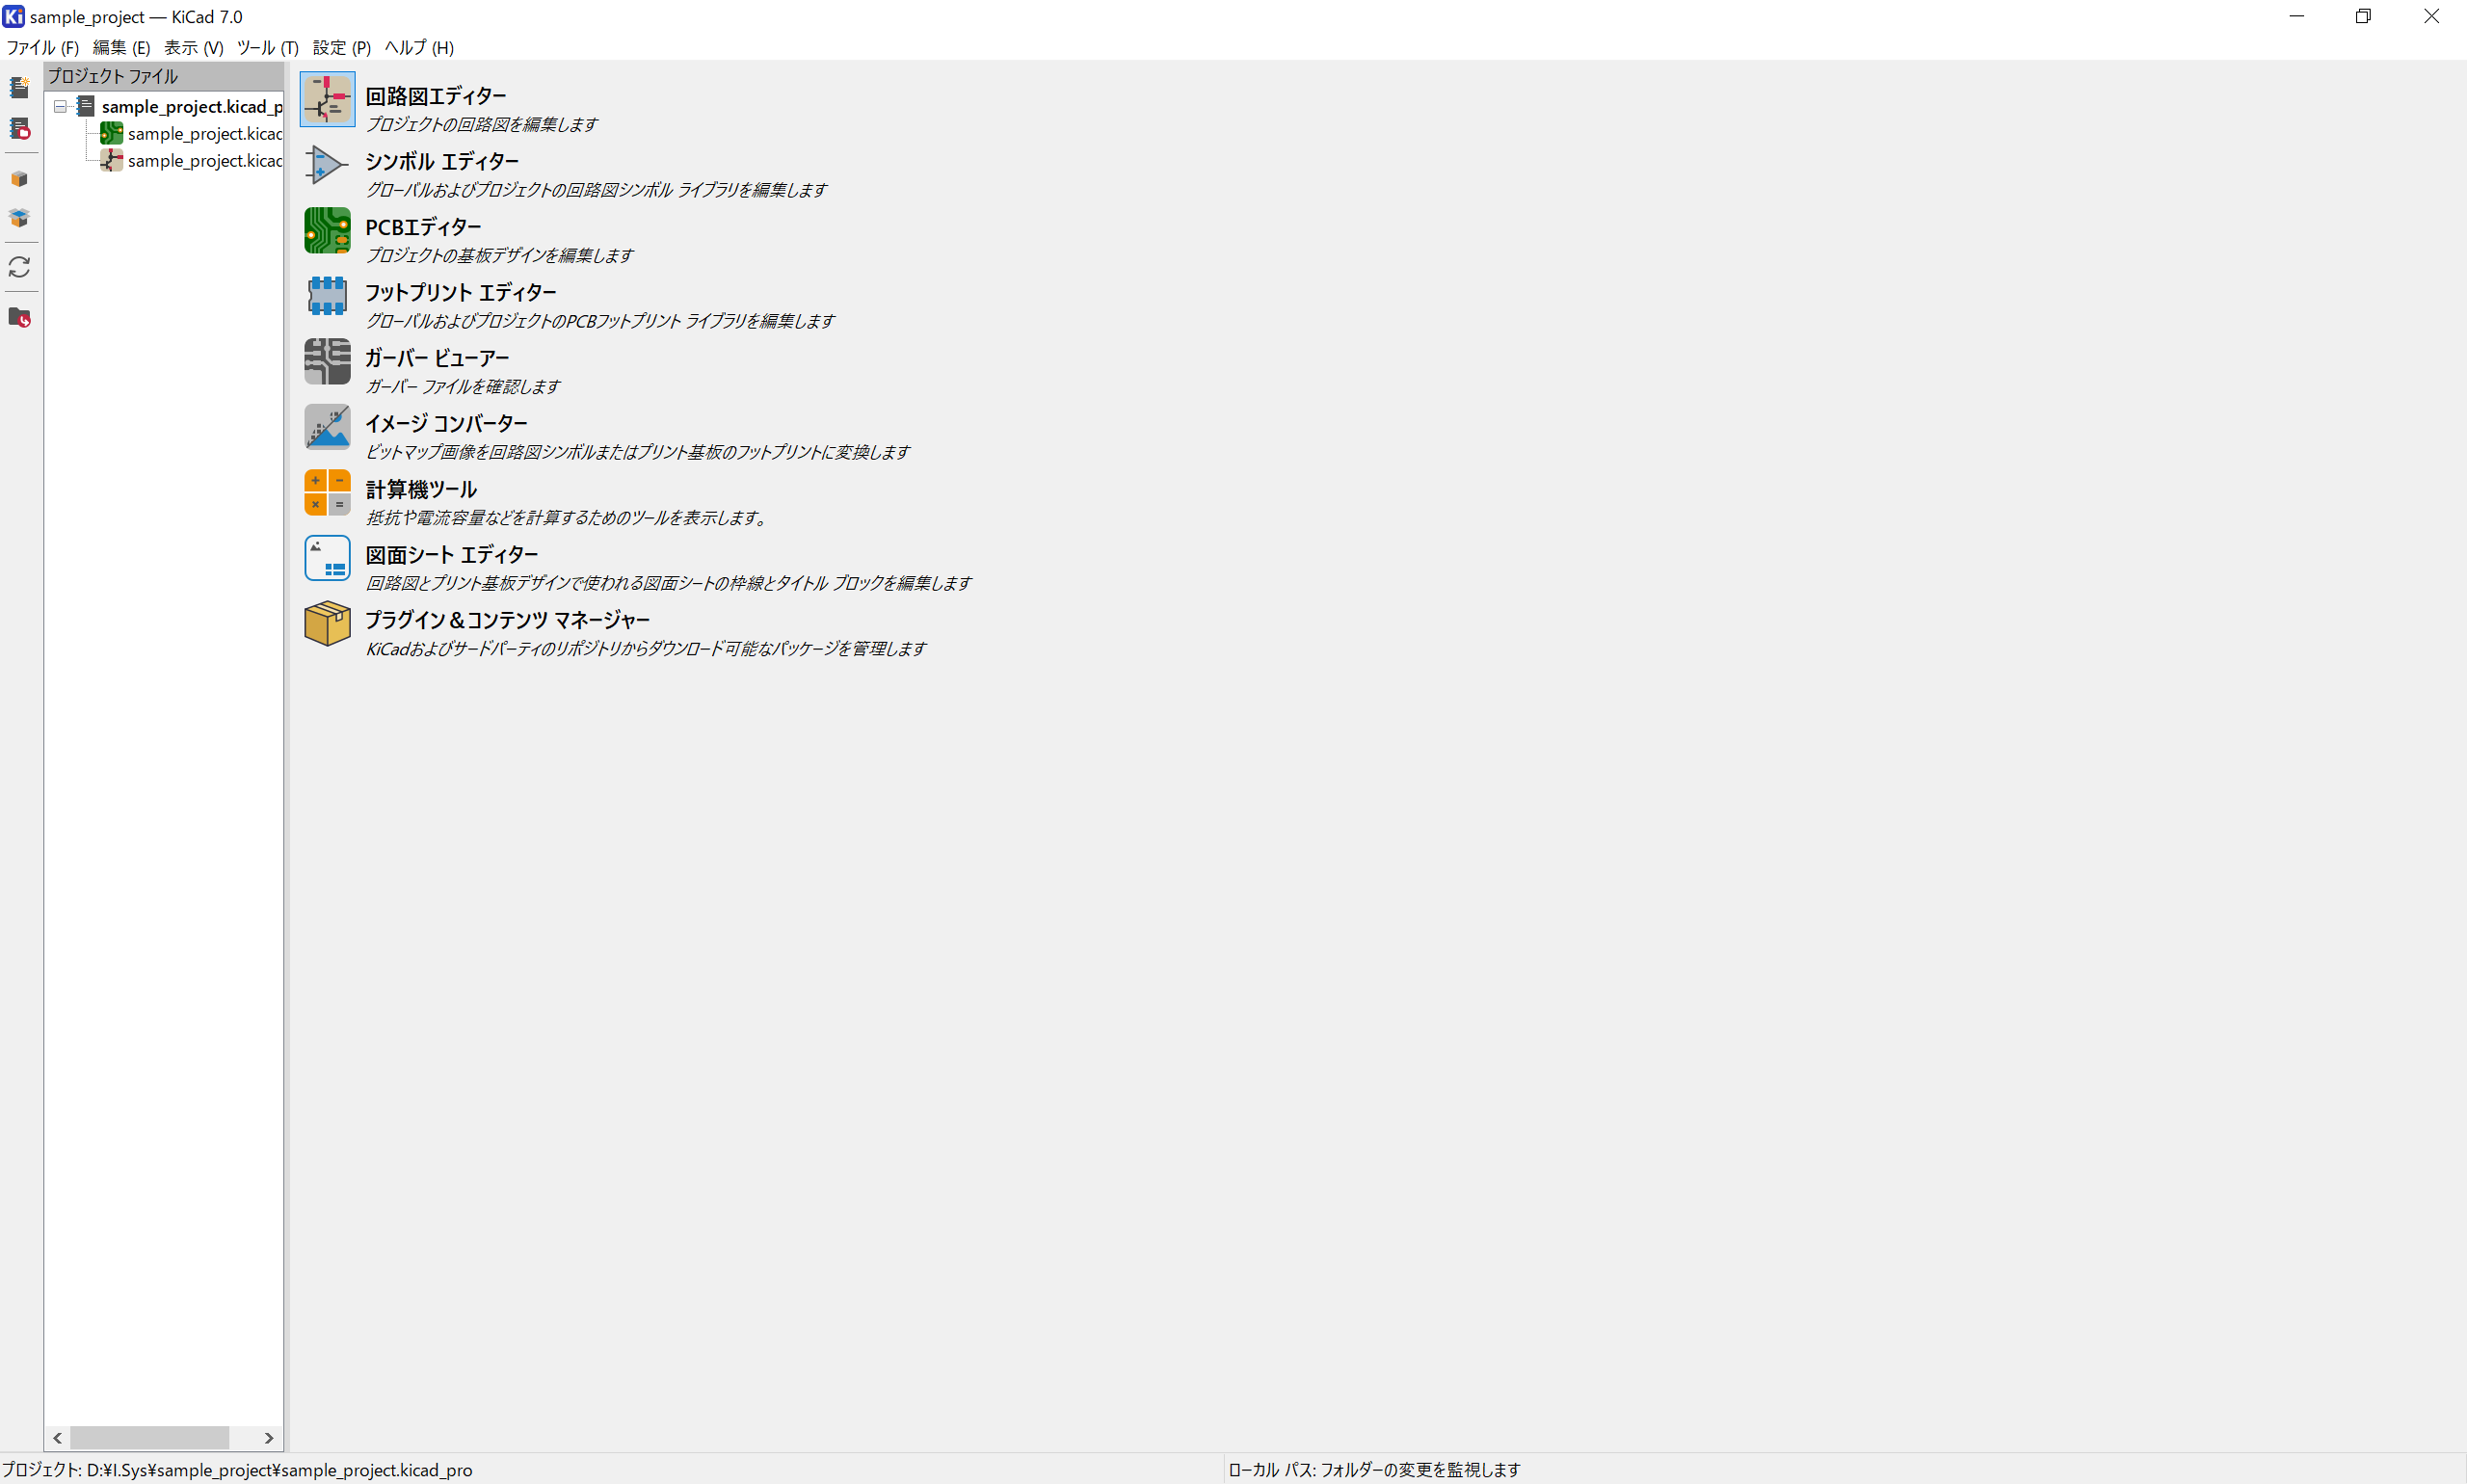 sample_project — KiCad 7.0
ファイル (F) 編集 (E) 表示 (V) ツール (T) 設定 (P) ヘルプ (H)
プロジェクト ファイル
sample_project.kicad_p
sample_project.kicad
sample_project.kicad
回路図エディター
プロジェクトの回路図を編集します
シンボル エディター
グローバルおよびプロジェクトの回路図シンボル ライブラリを編集します
PCBエディター
プロジェクトの基板デザインを編集します
フットプリント エディター
グローバルおよびプロジェクトのPCBフットプリント ライブラリを編集します
ガーバー ビューアー
ガーバー ファイルを確認します
イメージ コンバーター
ビットマップ画像を回路図シンボルまたはプリント基板のフットプリントに変換します
計算機ツール
抵抗や電流容量などを計算するためのツールを表示します。
図面シート エディター
回路図とプリント基板デザインで使われる図面シートの枠線とタイトル ブロックを編集します
プラグイン＆コンテンツ マネージャー
KiCadおよびサードパーティのリポジトリからダウンロード可能なパッケージを管理します
プロジェクト: D:¥I.Sys¥sample_project¥sample_project.kicad_pro
ローカル パス: フォルダーの変更を監視します